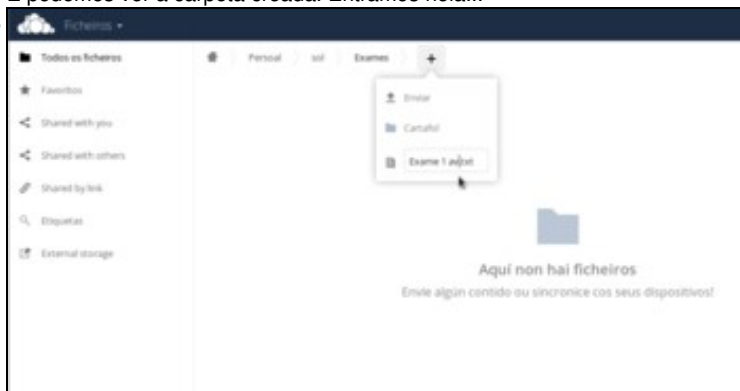 E podemos ver a carpeta creada. Entramos nela...
Ficheiros
Todos os ficheiros
Persoal
sol
Exames
+
Favoritos
Enviar
Shared with you
Cartafol
Shared with others
Exame 1 av.txt
Shared by link
Etiquetas
External storage
Aquí non hai ficheiros
Envíe algún contido ou sincronice cos seus dispositivos!